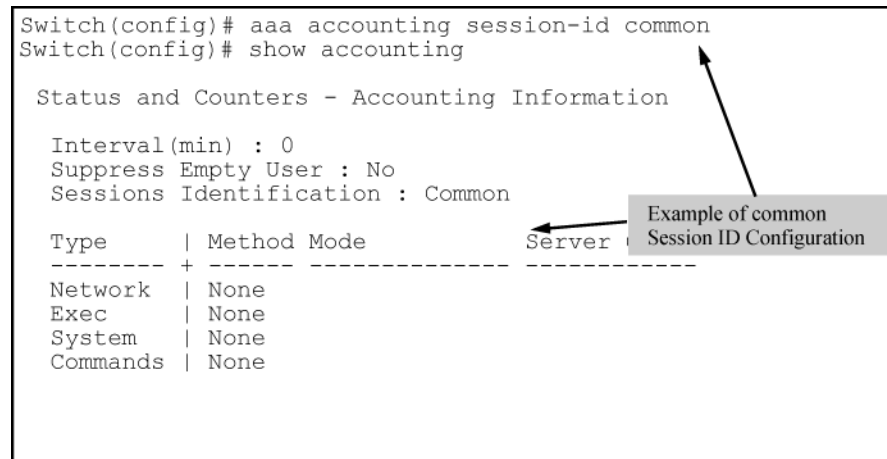 Switch(config)# aaa accounting session-id common
Switch(config)# show accounting
Status and Counters - Accounting Information
Interval(min) : 0
Suppress Empty User : No
Sessions Identification : Common
Type | Method Mode Server
-------- + ------ -------------- ------------
Network | None
Exec | None
System | None
Commands | None
Example of common
Session ID Configuration